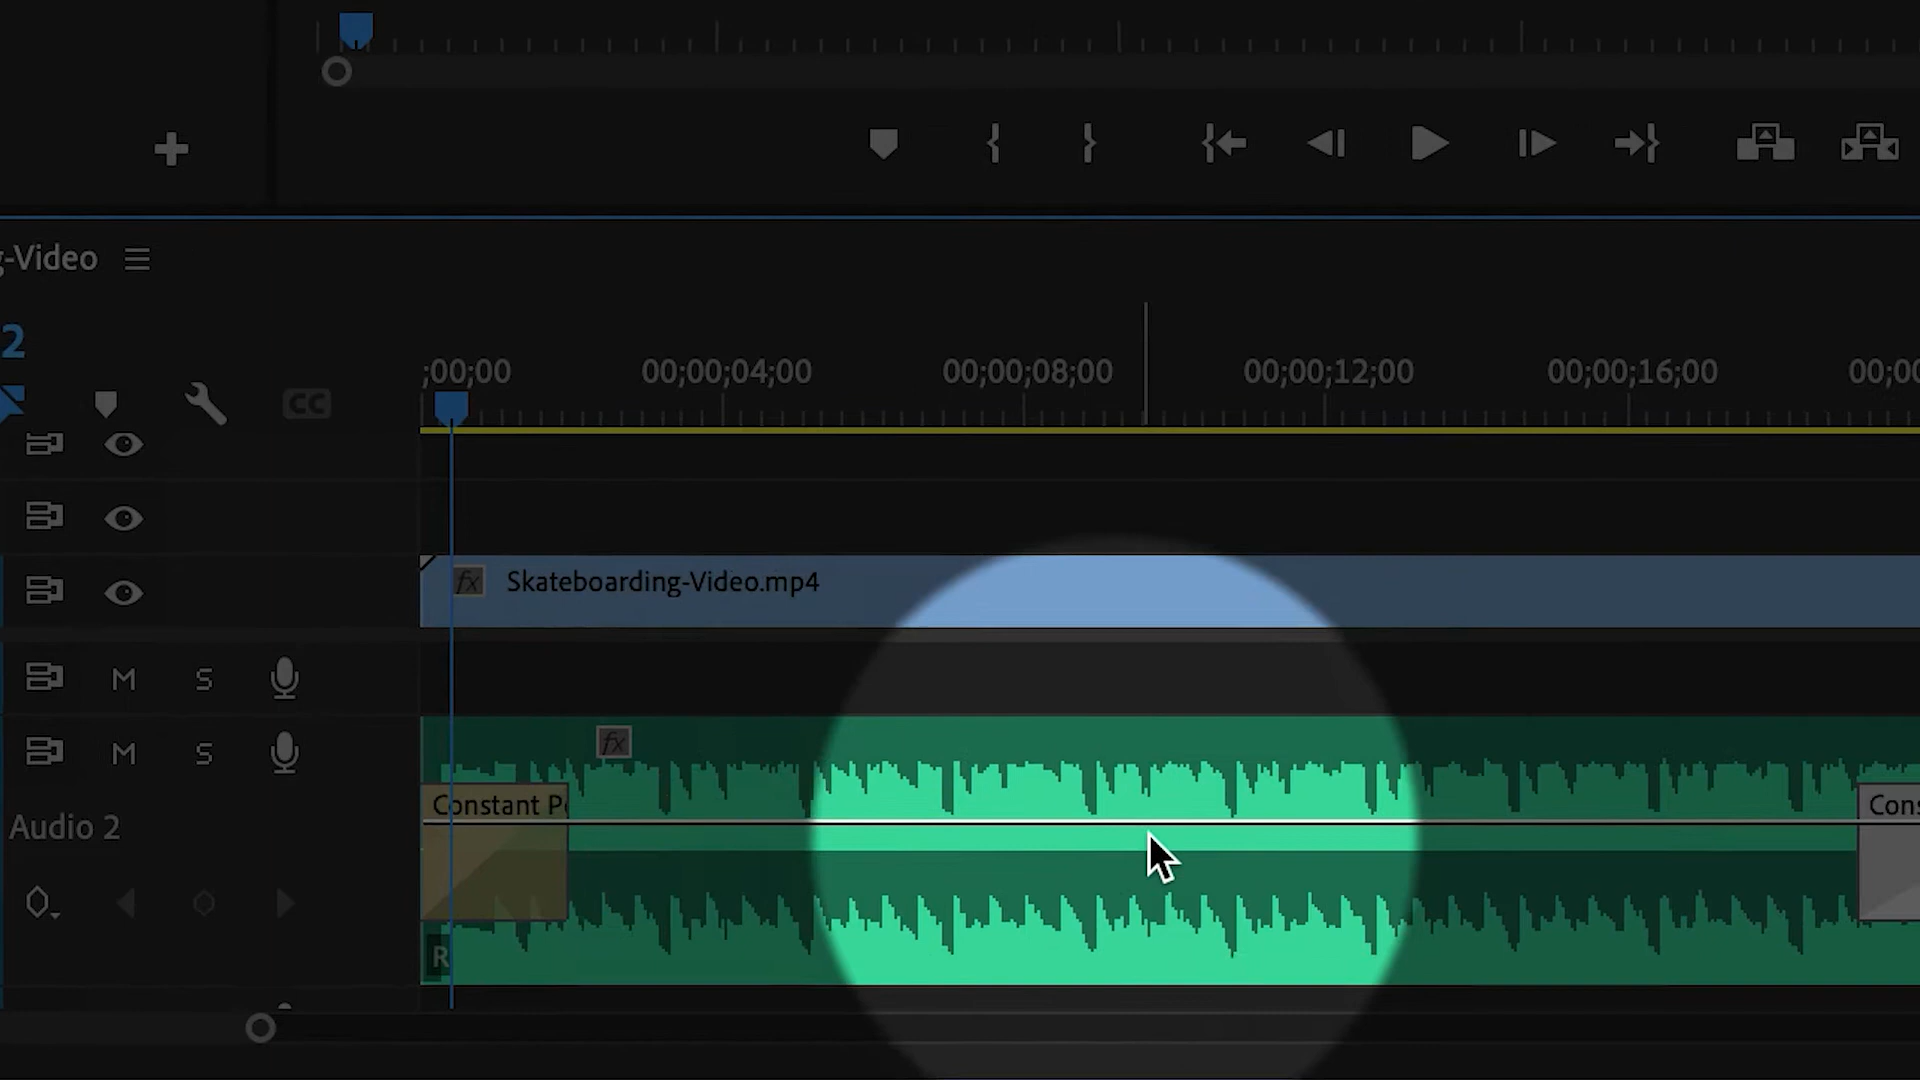 g-Video
2
;00;00 00;00;04;00 00;00;08;00 00;00;12;00 00;00;16;00 00;00
CC
fx Skateboarding-Video.mp4
M S
fx
M S
Constant P
Cons
Audio 2
R